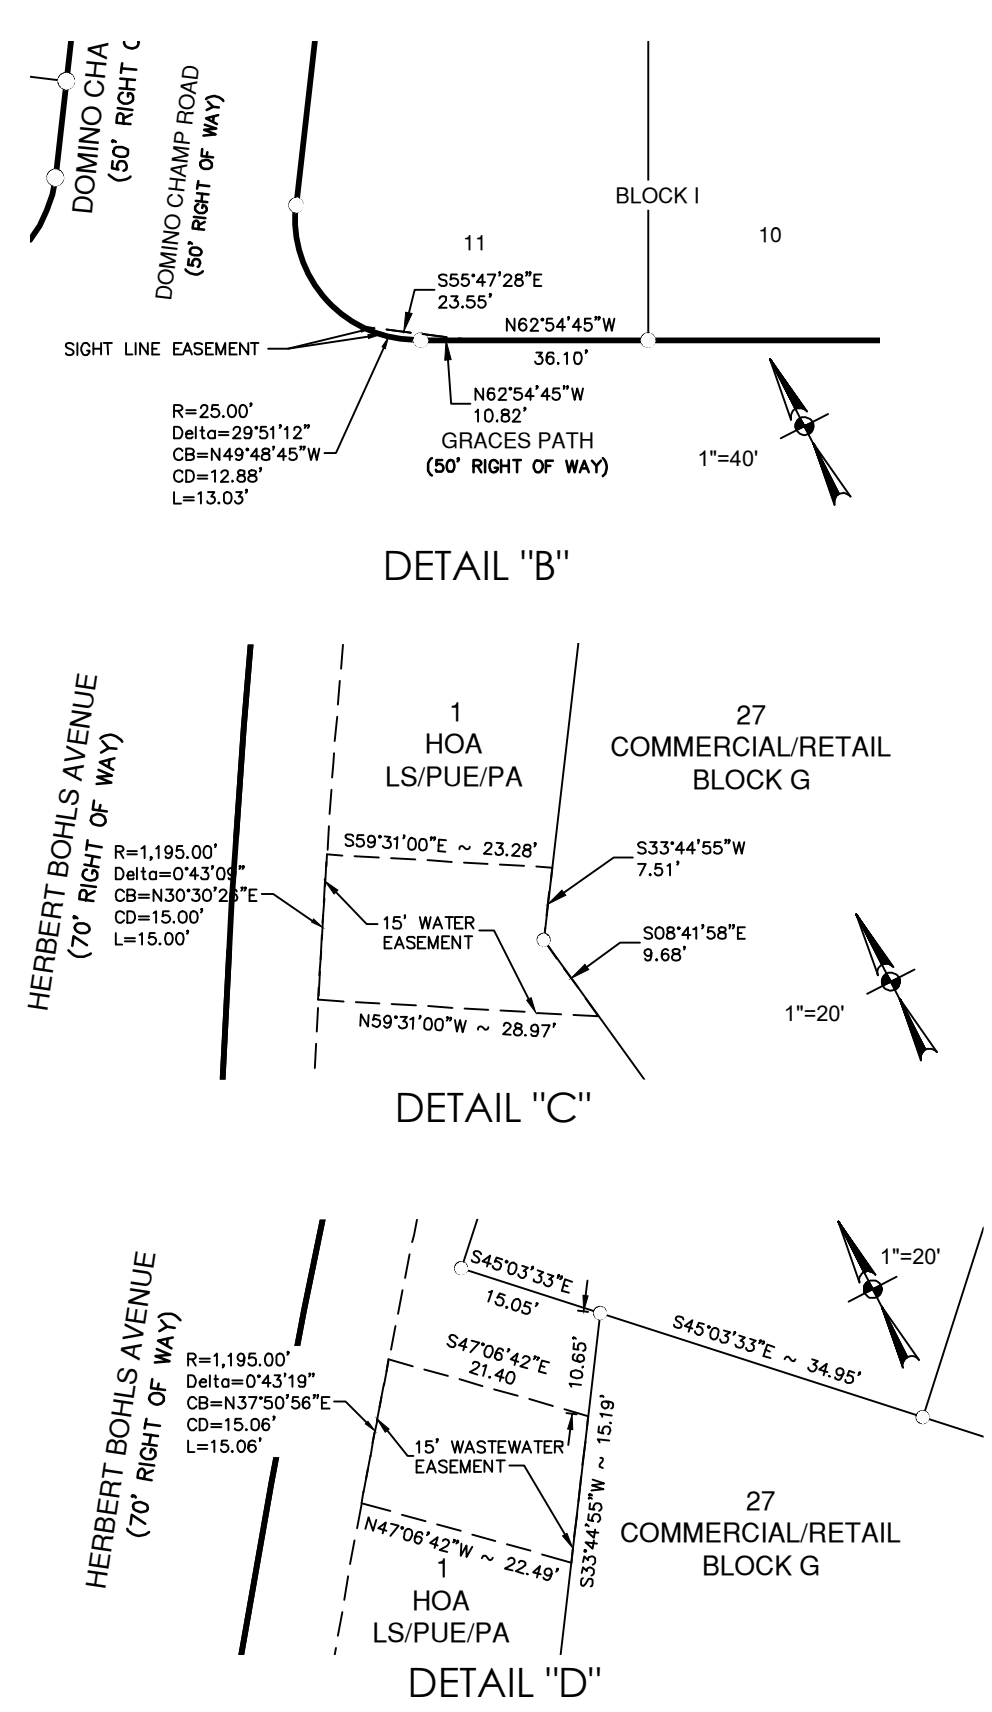 DOMINO CHA
(50' RIGHT O
DOMINO CHAMP ROAD
(50' RIGHT OF WAY)
BLOCK I
11
10
S55°47'28"E
23.55'
N62°54'45"W
36.10'
SIGHT LINE EASEMENT
N62°54'45"W
10.82'
R=25.00'
Delta=29°51'12"
CB=N49°48'45"W
CD=12.88'
L=13.03'
GRACES PATH
(50' RIGHT OF WAY)
1"=40'
DETAIL "B"
HERBERT BOHLS AVENUE
(70' RIGHT OF WAY)
1
HOA
LS/PUE/PA
27
COMMERCIAL/RETAIL
BLOCK G
S59°31'00"E ~ 23.28'
S33°44'55"W
7.51'
R=1,195.00'
Delta=0°43'09"
CB=N30°30'26"E
CD=15.00'
L=15.00'
15' WATER
EASEMENT
S08°41'58"E
9.68'
N59°31'00"W ~ 28.97'
1"=20'
DETAIL "C"
HERBERT BOHLS AVENUE
(70' RIGHT OF WAY)
S45°03'33"E
15.05'
1"=20'
S45°03'33"E ~ 34.95'
S47°06'42"E
21.40
10.65'
R=1,195.00'
Delta=0°43'19"
CB=N37°50'56"E
CD=15.06'
L=15.06'
15' WASTEWATER
EASEMENT
S33°44'55"W ~ 15.19'
N47°06'42"W ~ 22.49'
27
COMMERCIAL/RETAIL
BLOCK G
1
HOA
LS/PUE/PA
DETAIL "D"